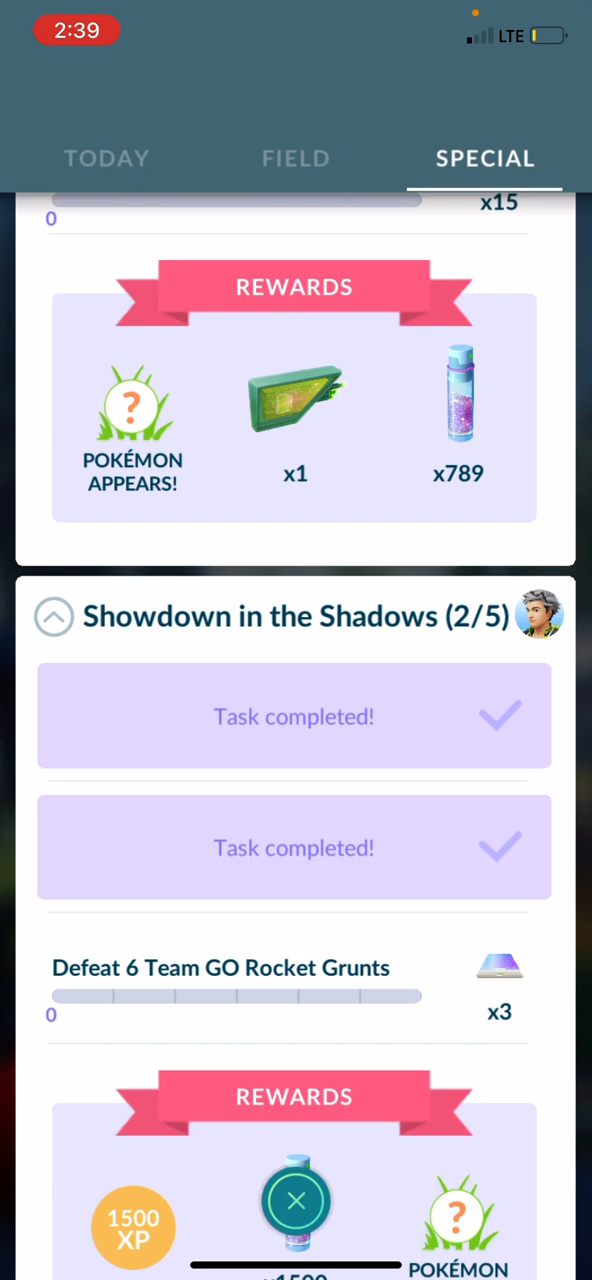 2:39
LTE
TODAY
FIELD
SPECIAL
0
x15
REWARDS
?
POKÉMON
APPEARS!
x1
x789
Showdown in the Shadows (2/5)
Task completed!
Task completed!
Defeat 6 Team GO Rocket Grunts
0
x3
REWARDS
1500
XP
?
POKÉMON
x1500